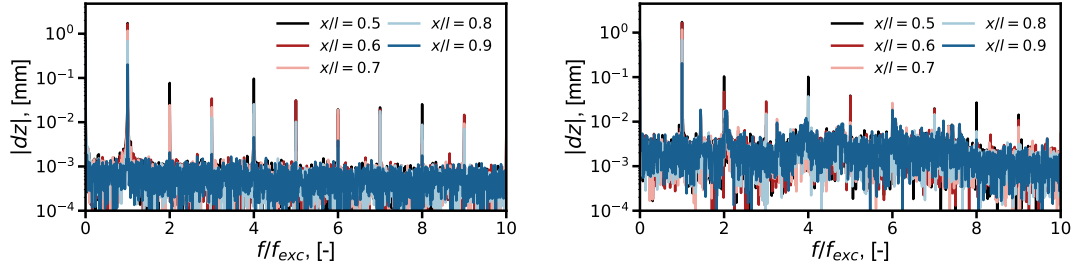 |dz|, [mm]
10⁰
10⁻¹
10⁻²
10⁻³
10⁻⁴
x/l = 0.5
x/l = 0.6
x/l = 0.7
x/l = 0.8
x/l = 0.9
0 2 4 6 8 10
f/f_exc, [-]
|dz|, [mm]
10⁰
10⁻¹
10⁻²
10⁻³
10⁻⁴
x/l = 0.5
x/l = 0.6
x/l = 0.7
x/l = 0.8
x/l = 0.9
0 2 4 6 8 10
f/f_exc, [-]